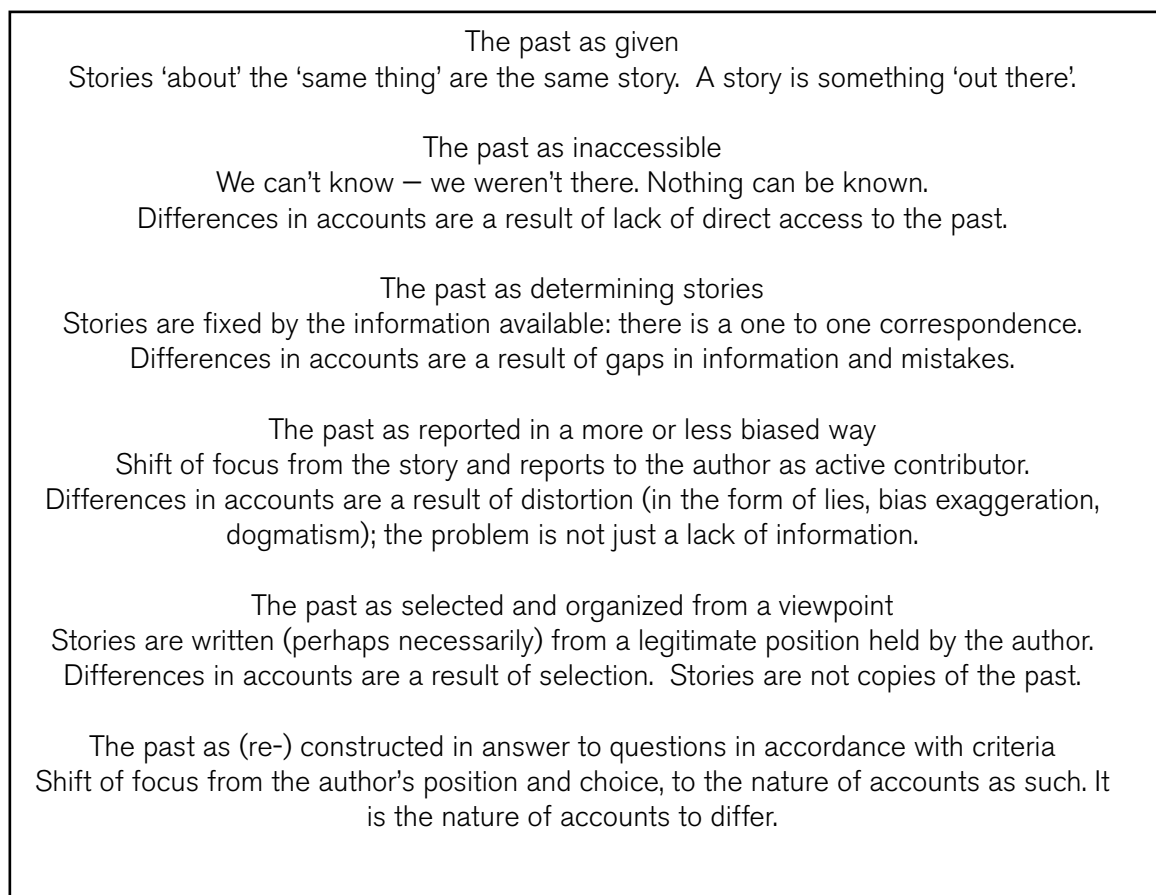 The past as given
Stories ‘about’ the ‘same thing’ are the same story.  A story is something ‘out there’.
The past as inaccessible
We can’t know – we weren’t there. Nothing can be known.
Differences in accounts are a result of lack of direct access to the past.
The past as determining stories
Stories are fixed by the information available: there is a one to one correspondence.
Differences in accounts are a result of gaps in information and mistakes.
The past as reported in a more or less biased way
Shift of focus from the story and reports to the author as active contributor.
Differences in accounts are a result of distortion (in the form of lies, bias exaggeration,
dogmatism); the problem is not just a lack of information.
The past as selected and organized from a viewpoint
Stories are written (perhaps necessarily) from a legitimate position held by the author.
Differences in accounts are a result of selection.  Stories are not copies of the past.
The past as (re-) constructed in answer to questions in accordance with criteria
Shift of focus from the author’s position and choice, to the nature of accounts as such. It
is the nature of accounts to differ.